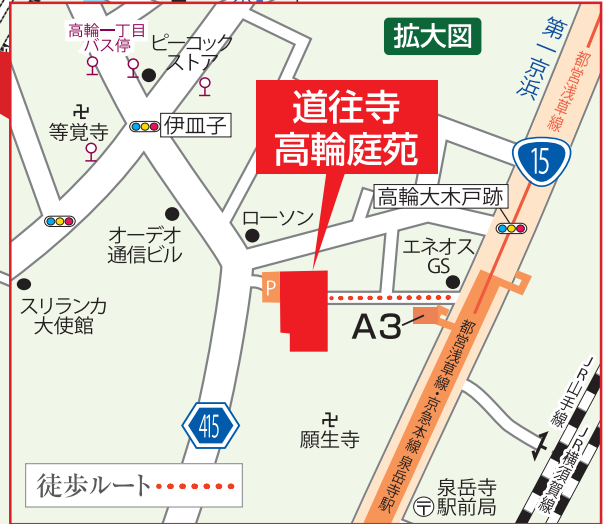 拡大図
高輪一丁目
バス停
ピーコック
ストア
等覚寺
伊皿子
道往寺
高輪庭苑
第一京浜
都営浅草線
15
高輪大木戸跡
オーデオ
通信ビル
ローソン
エネオス
GS
スリランカ
大使館
P
A3
都営浅草線・京急本線 泉岳寺駅
JR山手線
JR横須賀線
415
願生寺
泉岳寺
駅前局
徒歩ルート